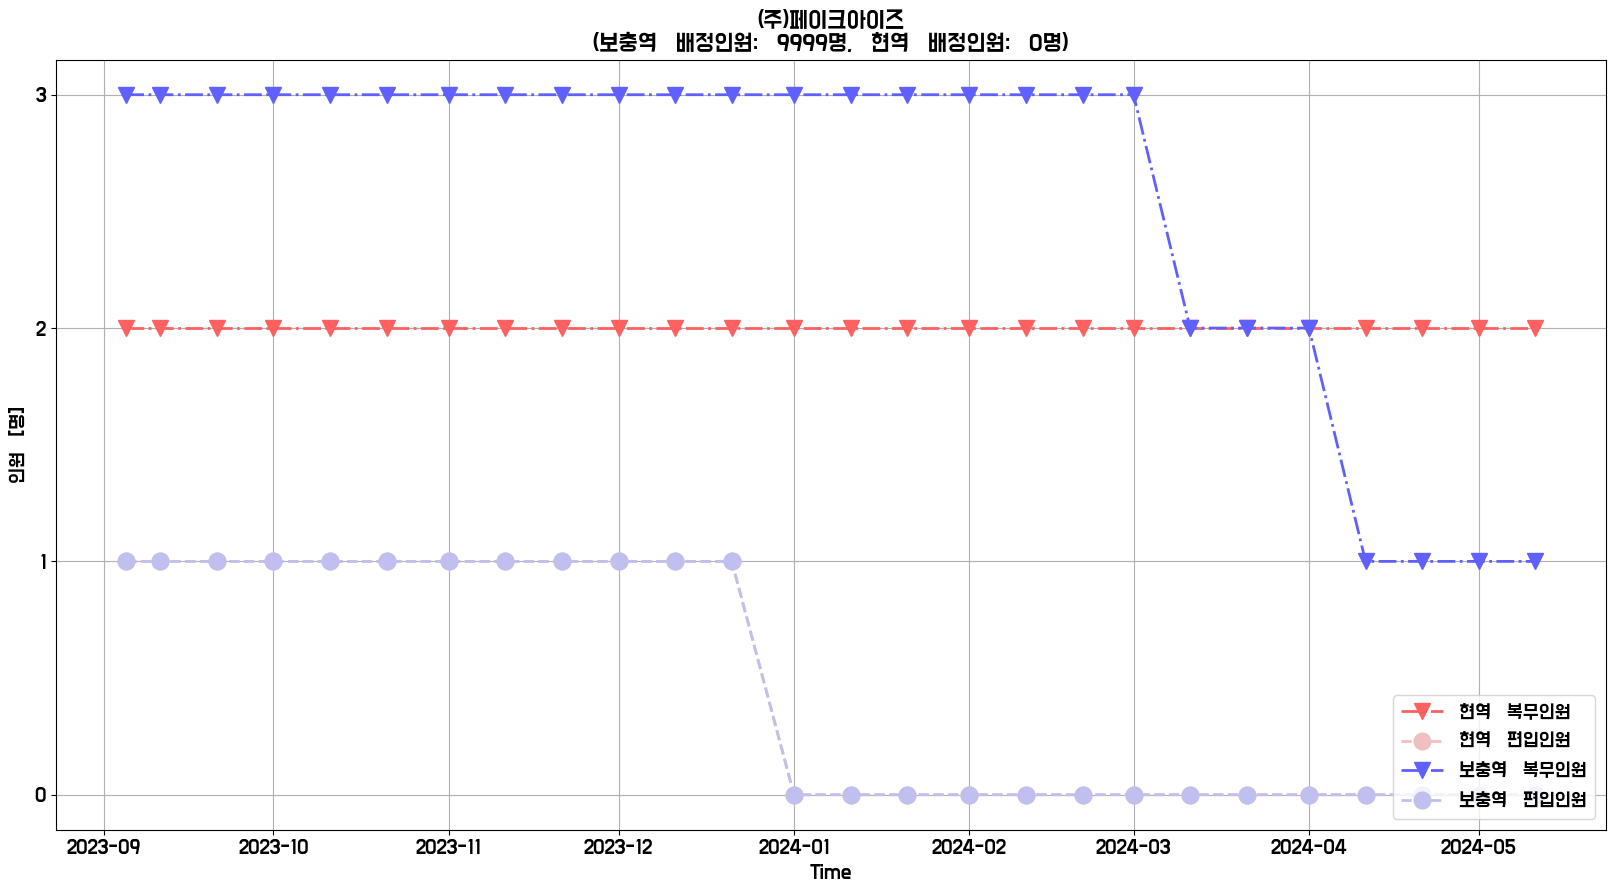 (주)페이크아이즈
(보충역 배정인원: 9999명, 현역 배정인원: 0명)
인원 [명]
3
2
1
0
현역 복무인원
현역 편입인원
보충역 복무인원
보충역 편입인원
2023-09 2023-10 2023-11 2023-12 2024-01 2024-02 2024-03 2024-04 2024-05
Time